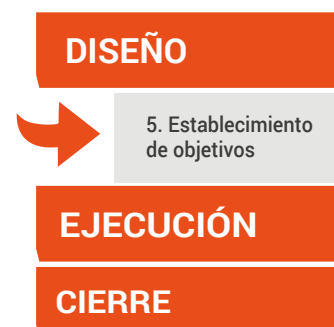 DISEÑO
5. Establecimiento
de objetivos
EJECUCIÓN
CIERRE